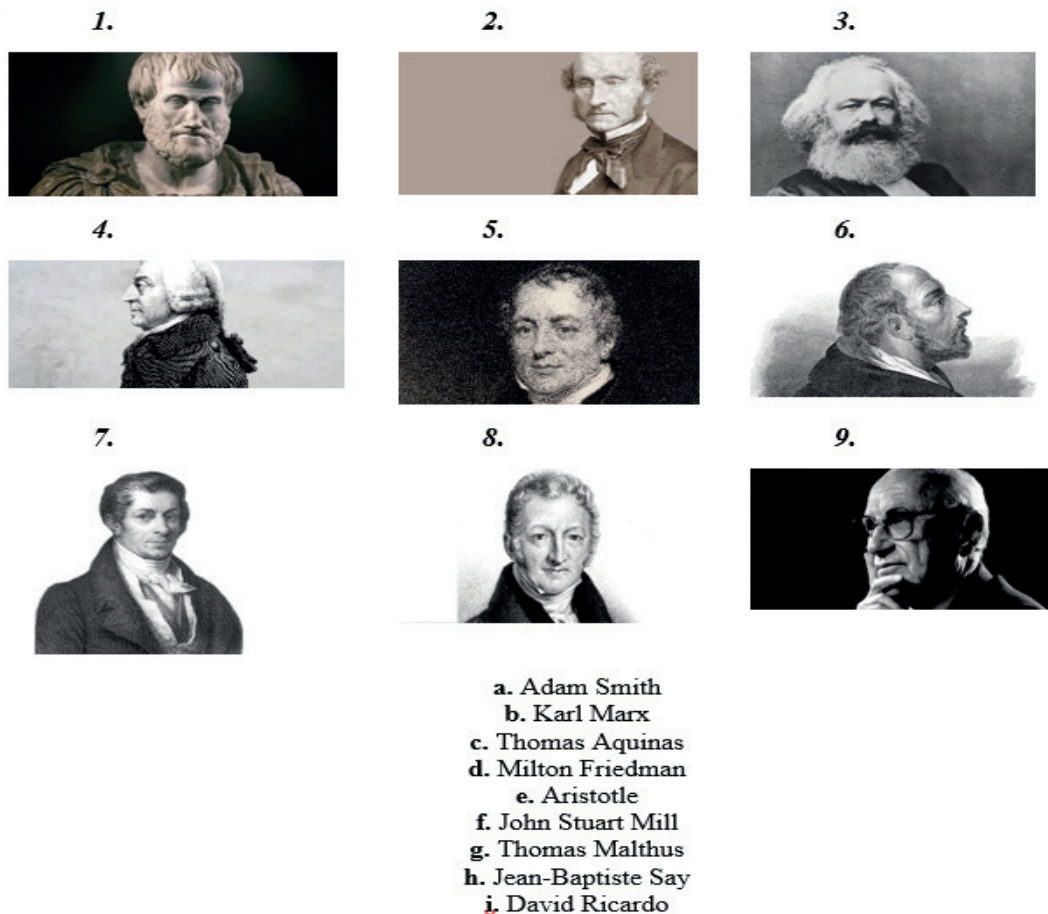 1.
2.
3.
4.
5.
6.
7.
8.
9.
a. Adam Smith
b. Karl Marx
c. Thomas Aquinas
d. Milton Friedman
e. Aristotle
f. John Stuart Mill
g. Thomas Malthus
h. Jean-Baptiste Say
i. David Ricardo